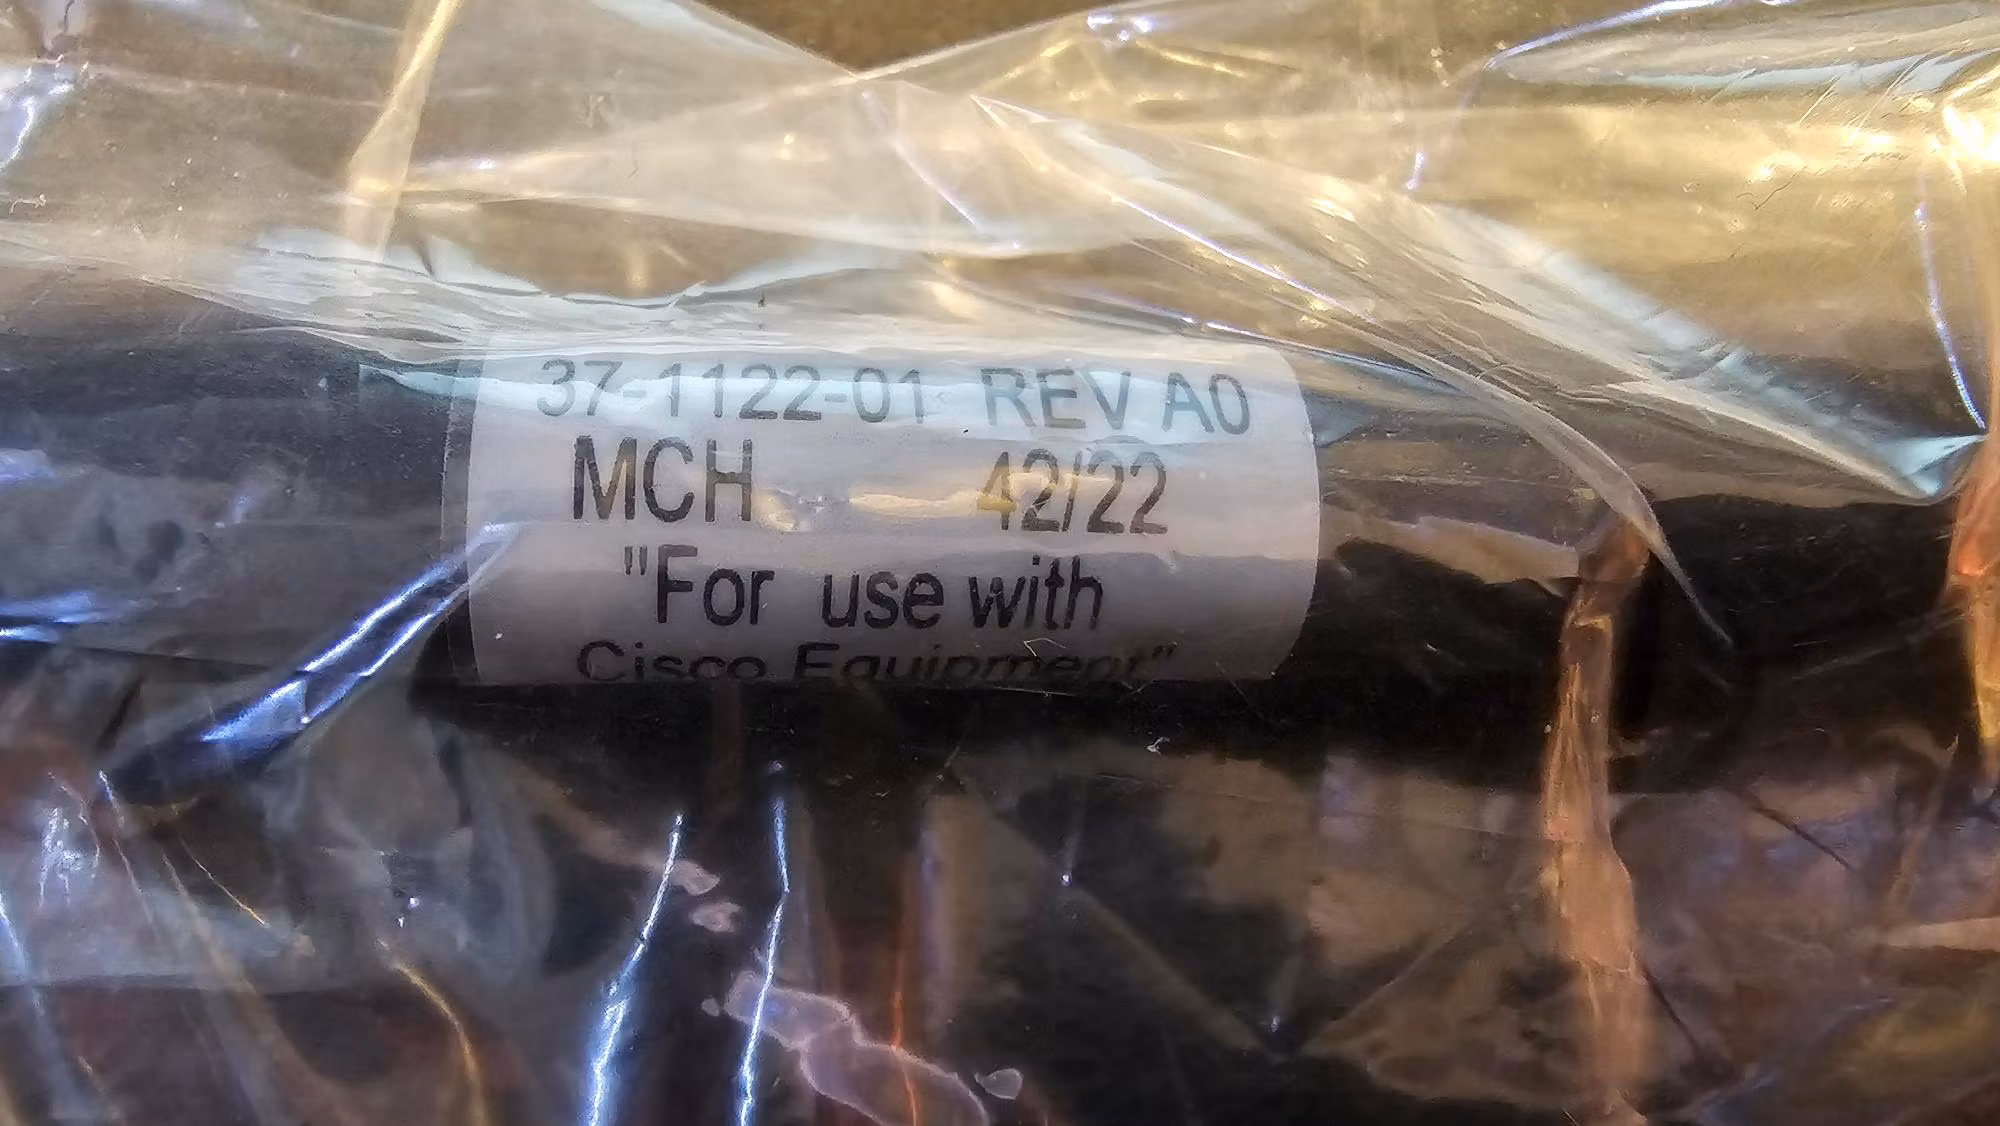 37-1122-01 REV A0
MCH 42/22
"For use with
Cisco Equipment"